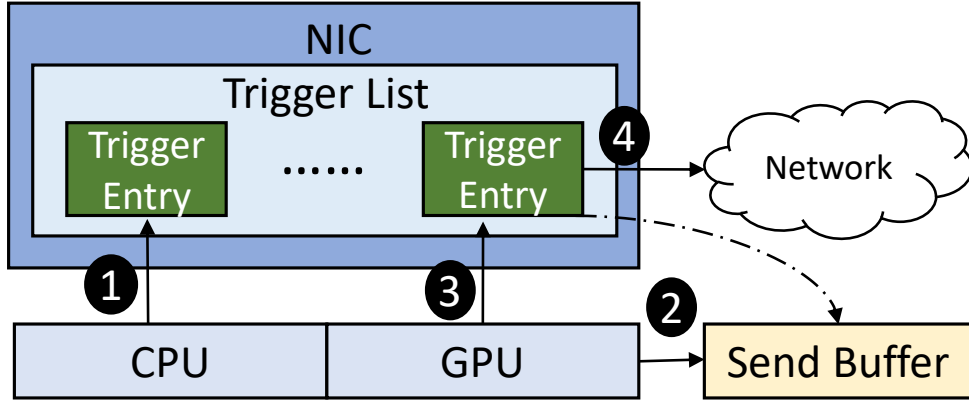 NIC
Trigger List
Trigger
Entry
......
Trigger
Entry
4
Network
1
3
2
CPU
GPU
Send Buffer